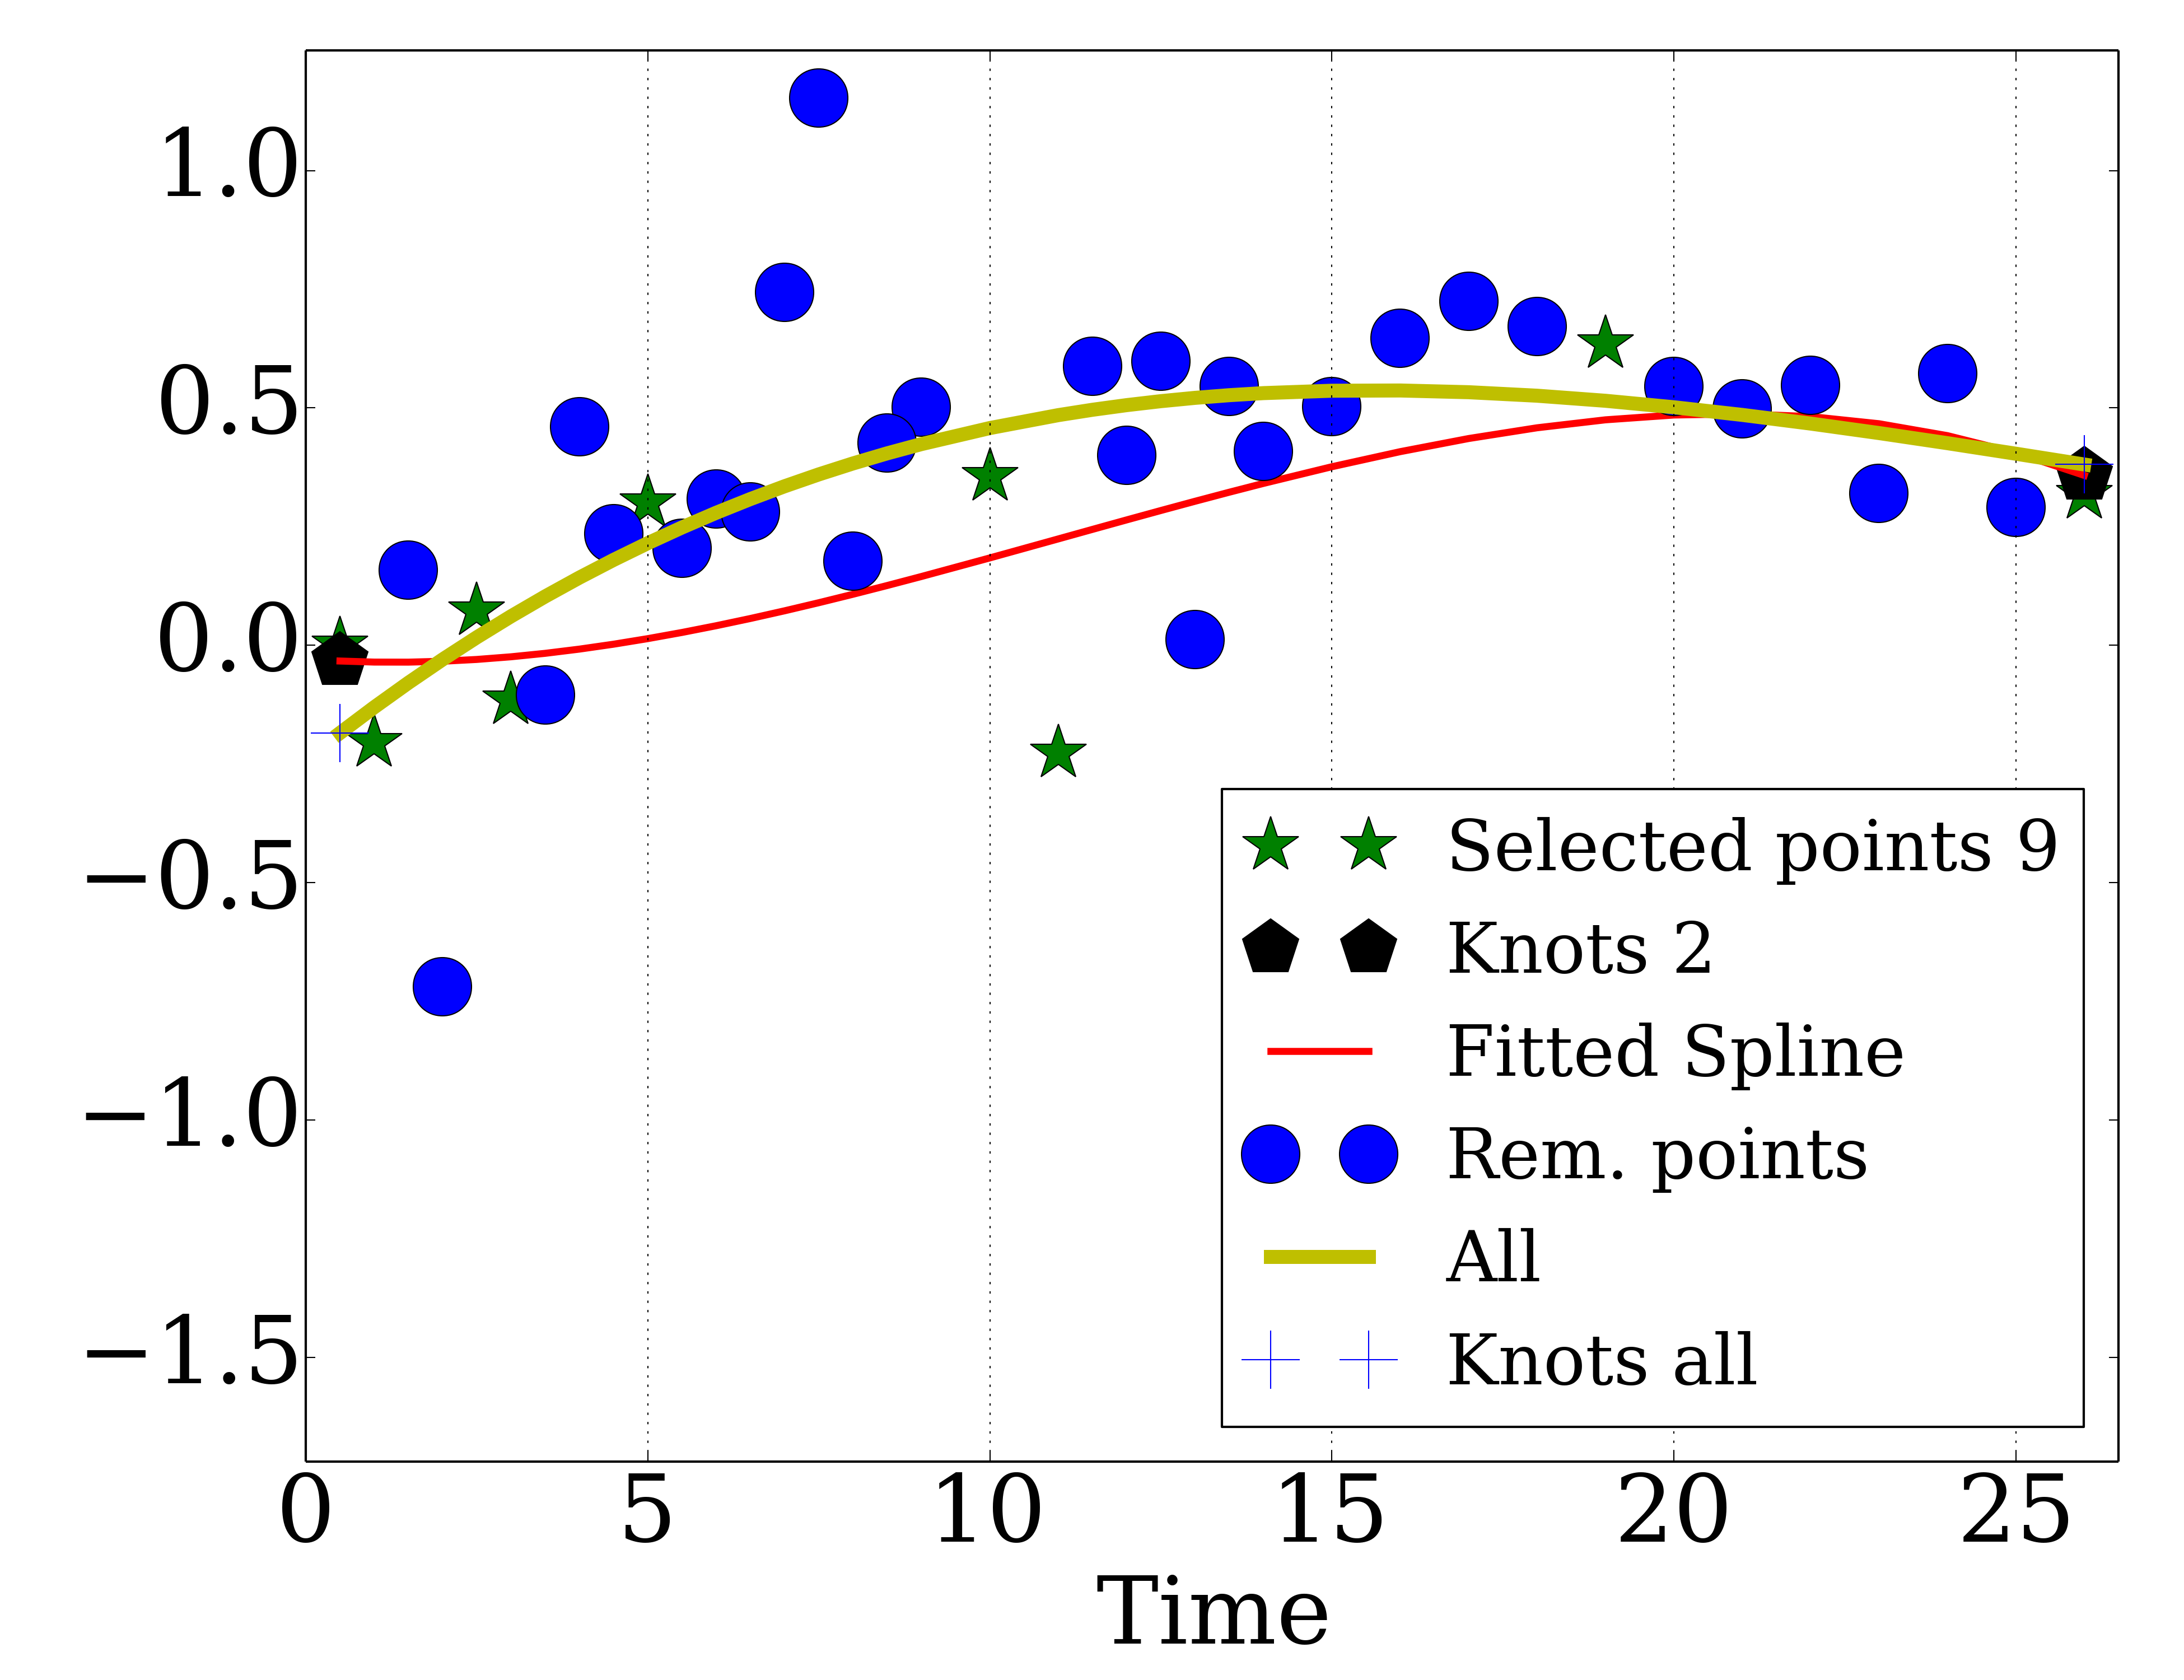 1.0
0.5
0.0
−0.5
−1.0
−1.5
Selected points 9
Knots 2
Fitted Spline
Rem. points
All
Knots all
0 5 10 15 20 25
Time